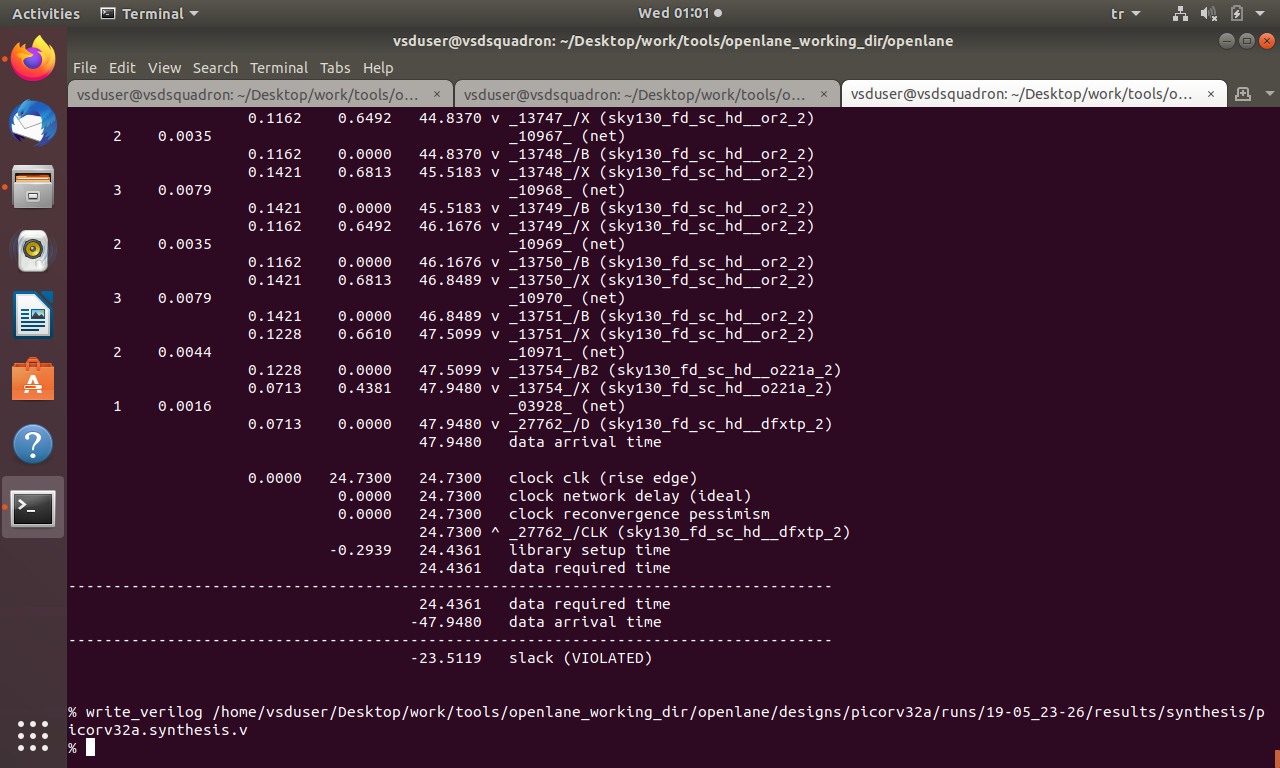 Activities Terminal Wed 01:01 tr
vsduser@vsdsquadron: ~/Desktop/work/tools/openlane_working_dir/openlane
File Edit View Search Terminal Tabs Help
vsduser@vsdsquadron: ~/Desktop/work/tools/o... × vsduser@vsdsquadron: ~/Desktop/work/tools/o... × vsduser@vsdsquadron: ~/Desktop/work/tools/o... ×
0.1162 0.6492 44.8370 v _13747_/X (sky130_fd_sc_hd__or2_2)
2 0.0035 _10967_ (net)
0.1162 0.0000 44.8370 v _13748_/B (sky130_fd_sc_hd__or2_2)
0.1421 0.6813 45.5183 v _13748_/X (sky130_fd_sc_hd__or2_2)
3 0.0079 _10968_ (net)
0.1421 0.0000 45.5183 v _13749_/B (sky130_fd_sc_hd__or2_2)
0.1162 0.6492 46.1676 v _13749_/X (sky130_fd_sc_hd__or2_2)
2 0.0035 _10969_ (net)
0.1162 0.0000 46.1676 v _13750_/B (sky130_fd_sc_hd__or2_2)
0.1421 0.6813 46.8489 v _13750_/X (sky130_fd_sc_hd__or2_2)
3 0.0079 _10970_ (net)
0.1421 0.0000 46.8489 v _13751_/B (sky130_fd_sc_hd__or2_2)
0.1228 0.6610 47.5099 v _13751_/X (sky130_fd_sc_hd__or2_2)
2 0.0044 _10971_ (net)
0.1228 0.0000 47.5099 v _13754_/B2 (sky130_fd_sc_hd__o221a_2)
0.0713 0.4381 47.9480 v _13754_/X (sky130_fd_sc_hd__o221a_2)
1 0.0016 _03928_ (net)
0.0713 0.0000 47.9480 v _27762_/D (sky130_fd_sc_hd__dfxtp_2)
47.9480 data arrival time
0.0000 24.7300 24.7300 clock clk (rise edge)
0.0000 24.7300 clock network delay (ideal)
0.0000 24.7300 clock reconvergence pessimism
24.7300 ^ _27762_/CLK (sky130_fd_sc_hd__dfxtp_2)
-0.2939 24.4361 library setup time
24.4361 data required time
-------------------------------------------------------------------------------------
24.4361 data required time
-47.9480 data arrival time
-------------------------------------------------------------------------------------
-23.5119 slack (VIOLATED)
% write_verilog /home/vsduser/Desktop/work/tools/openlane_working_dir/openlane/designs/picorv32a/runs/19-05_23-26/results/synthesis/p
icorv32a.synthesis.v
%